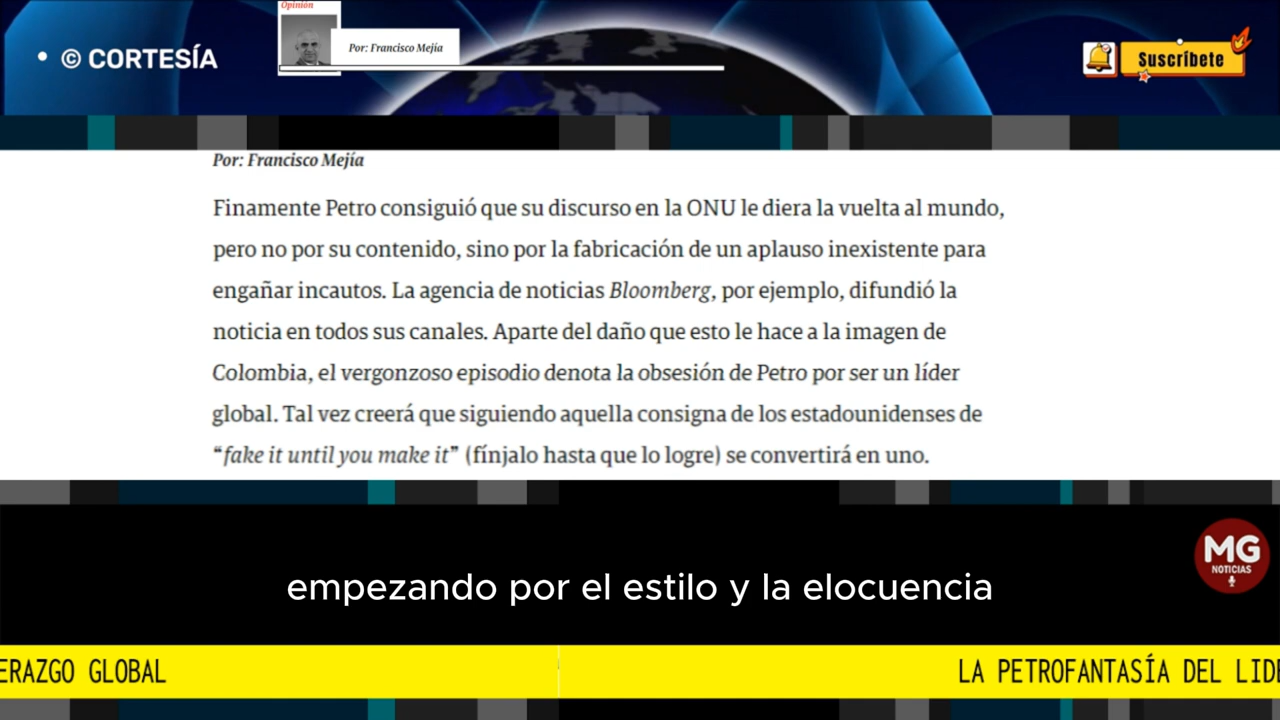 Opinión
• © CORTESÍA
Por: Francisco Mejía
Suscríbete
Por: Francisco Mejía
Finamente Petro consiguió que su discurso en la ONU le diera la vuelta al mundo,
pero no por su contenido, sino por la fabricación de un aplauso inexistente para
engañar incautos. La agencia de noticias Bloomberg, por ejemplo, difundió la
noticia en todos sus canales. Aparte del daño que esto le hace a la imagen de
Colombia, el vergonzoso episodio denota la obsesión de Petro por ser un líder
global. Tal vez creerá que siguiendo aquella consigna de los estadounidenses de
“fake it until you make it” (fínjalo hasta que lo logre) se convertirá en uno.
MG
NOTICIAS
empezando por el estilo y la elocuencia
ERAZGO GLOBAL LA PETROFANTASÍA DEL LIDE